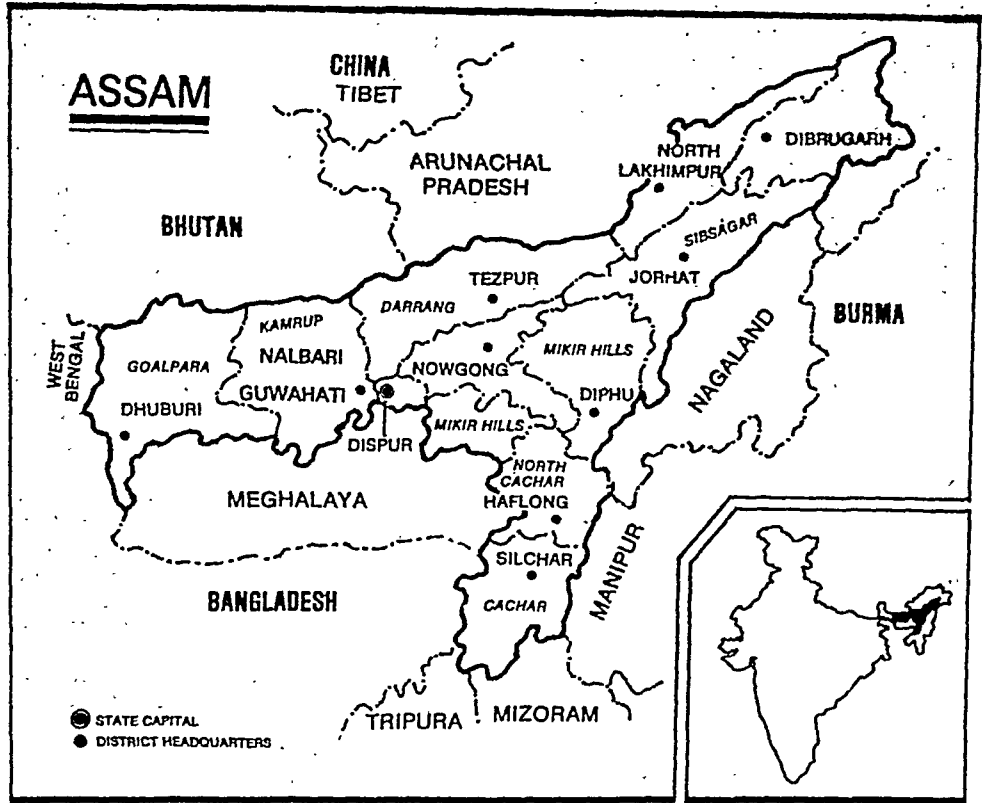 ASSAM
CHINA
TIBET
ARUNACHAL
PRADESH
BHUTAN
NORTH
LAKHIMPUR
DIBRUGARH
SIBSAGAR
JORHAT
TEZPUR
DARRANG
BURMA
KAMRUP
NALBARI
GUWAHATI
WEST
BENGAL
GOALPARA
DHUBURI
NOWGONG
MIKIR HILLS
DIPHU
NAGALAND
DISPUR
MIKIR HILLS
NORTH
CACHAR
HAFLONG
MEGHALAYA
SILCHAR
CACHAR
MANIPUR
BANGLADESH
TRIPURA
MIZORAM
STATE CAPITAL
DISTRICT HEADQUARTERS